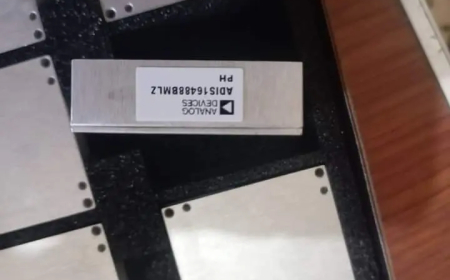 ANALOG
DEVICES
ADIS16488BMLZ
PH